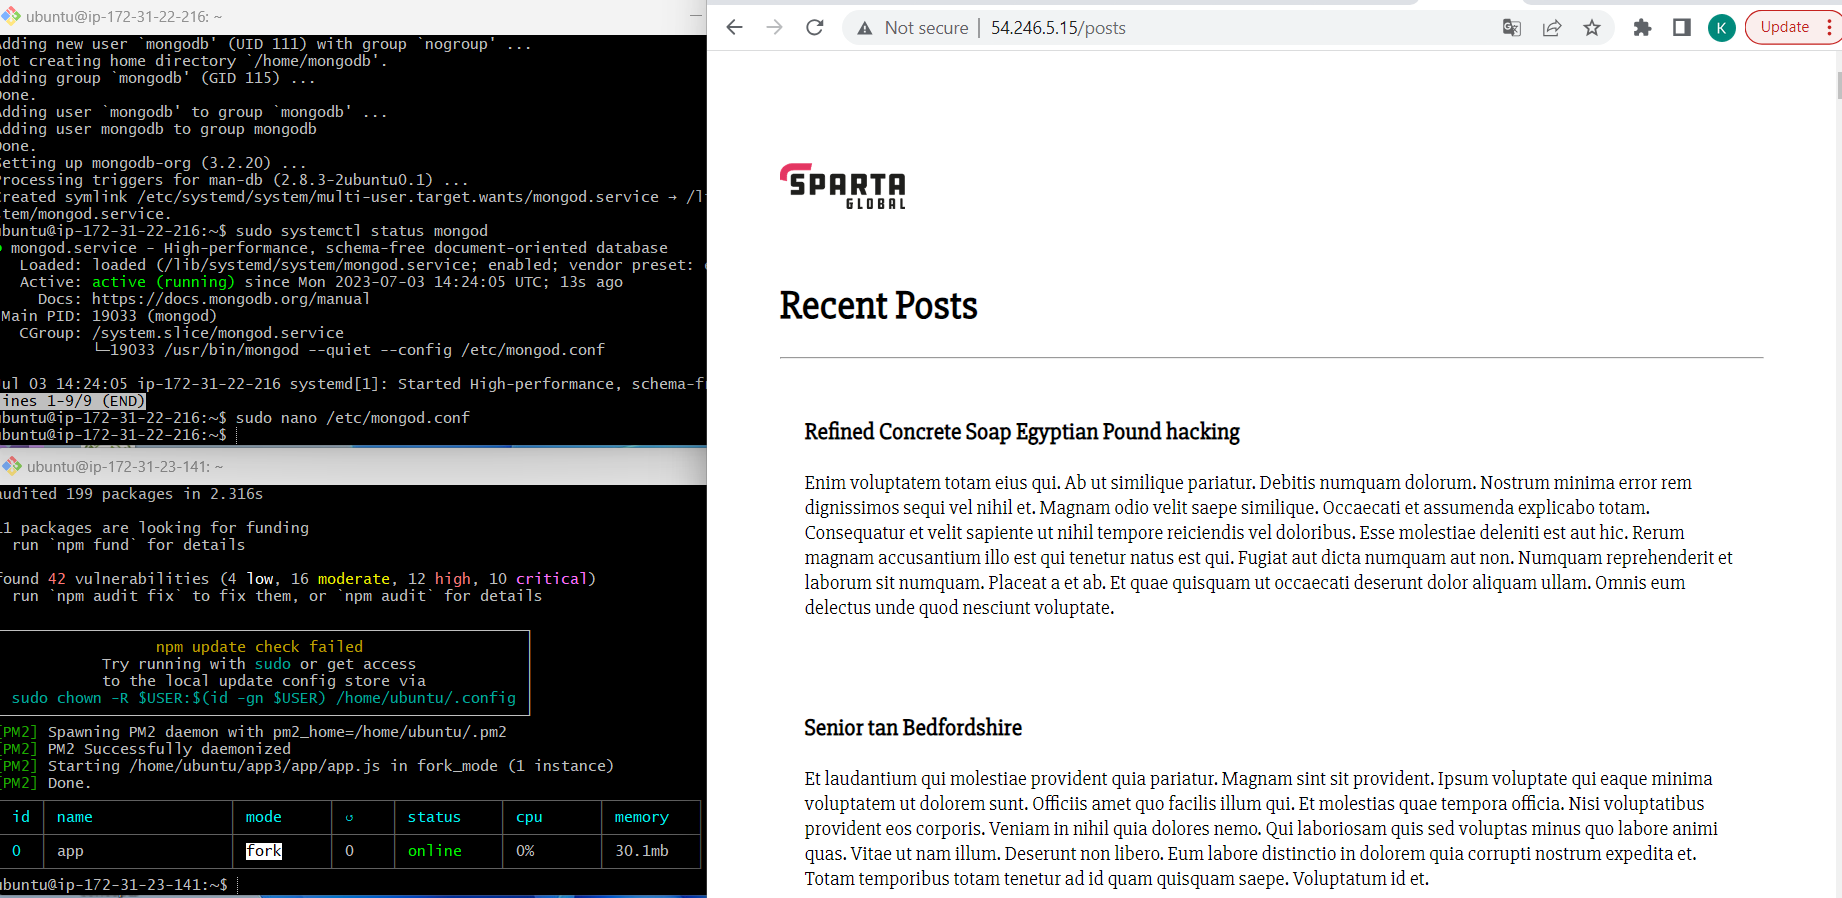 ubuntu@ip-172-31-22-216: ~
Adding new user `mongodb' (UID 111) with group `nogroup' ...
Not creating home directory `/home/mongodb'.
Adding group `mongodb' (GID 115) ...
Done.
Adding user `mongodb' to group `mongodb' ...
Adding user mongodb to group mongodb
Done.
Setting up mongodb-org (3.2.20) ...
Processing triggers for man-db (2.8.3-2ubuntu0.1) ...
Created symlink /etc/systemd/system/multi-user.target.wants/mongod.service → /li
stem/mongod.service.
ubuntu@ip-172-31-22-216:~$ sudo systemctl status mongod
mongod.service - High-performance, schema-free document-oriented database
Loaded: loaded (/lib/systemd/system/mongod.service; enabled; vendor preset:
Active: active (running) since Mon 2023-07-03 14:24:05 UTC; 13s ago
Docs: https://docs.mongodb.org/manual
Main PID: 19033 (mongod)
CGroup: /system.slice/mongod.service
└─19033 /usr/bin/mongod --quiet --config /etc/mongod.conf
Jul 03 14:24:05 ip-172-31-22-216 systemd[1]: Started High-performance, schema-fr
lines 1-9/9 (END)
ubuntu@ip-172-31-22-216:~$ sudo nano /etc/mongod.conf
ubuntu@ip-172-31-22-216:~$
ubuntu@ip-172-31-23-141: ~
audited 199 packages in 2.316s
11 packages are looking for funding
run `npm fund` for details
found 42 vulnerabilities (4 low, 16 moderate, 12 high, 10 critical)
run `npm audit fix` to fix them, or `npm audit` for details
npm update check failed
Try running with sudo or get access
to the local update config store via
sudo chown -R $USER:$(id -gn $USER) /home/ubuntu/.config
[PM2] Spawning PM2 daemon with pm2_home=/home/ubuntu/.pm2
[PM2] PM2 Successfully daemonized
[PM2] Starting /home/ubuntu/app3/app/app.js in fork_mode (1 instance)
[PM2] Done.
id name mode ↺ status cpu memory
0 app fork 0 online 0% 30.1mb
ubuntu@ip-172-31-23-141:~$
Not secure | 54.246.5.15/posts
K
Update
SPARTA
GLOBAL
Recent Posts
Refined Concrete Soap Egyptian Pound hacking
Enim voluptatem totam eius qui. Ab ut similique pariatur. Debitis numquam dolorum. Nostrum minima error rem
dignissimos sequi vel nihil et. Magnam odio velit saepe similique. Occaecati et assumenda explicabo totam.
Consequatur et velit sapiente ut nihil tempore reiciendis vel doloribus. Esse molestiae deleniti est aut hic. Rerum
magnam accusantium illo est qui tenetur natus est qui. Fugiat aut dicta numquam aut non. Numquam reprehenderit et
laborum sit numquam. Placeat a et ab. Et quae quisquam ut occaecati deserunt dolor aliquam ullam. Omnis eum
delectus unde quod nesciunt voluptate.
Senior tan Bedfordshire
Et laudantium qui molestiae provident quia pariatur. Magnam sint sit provident. Ipsum voluptate qui eaque minima
voluptatem ut dolorem sunt. Officiis amet quo facilis illum qui. Et molestias quae tempora officia. Nisi voluptatibus
provident eos corporis. Veniam in nihil quia dolores nemo. Qui laboriosam quis sed voluptas minus quo labore animi
quas. Vitae ut nam illum. Deserunt non libero. Eum labore distinctio in dolorem quia corrupti nostrum expedita et.
Totam temporibus totam tenetur ad id quam quisquam saepe. Voluptatum id et.